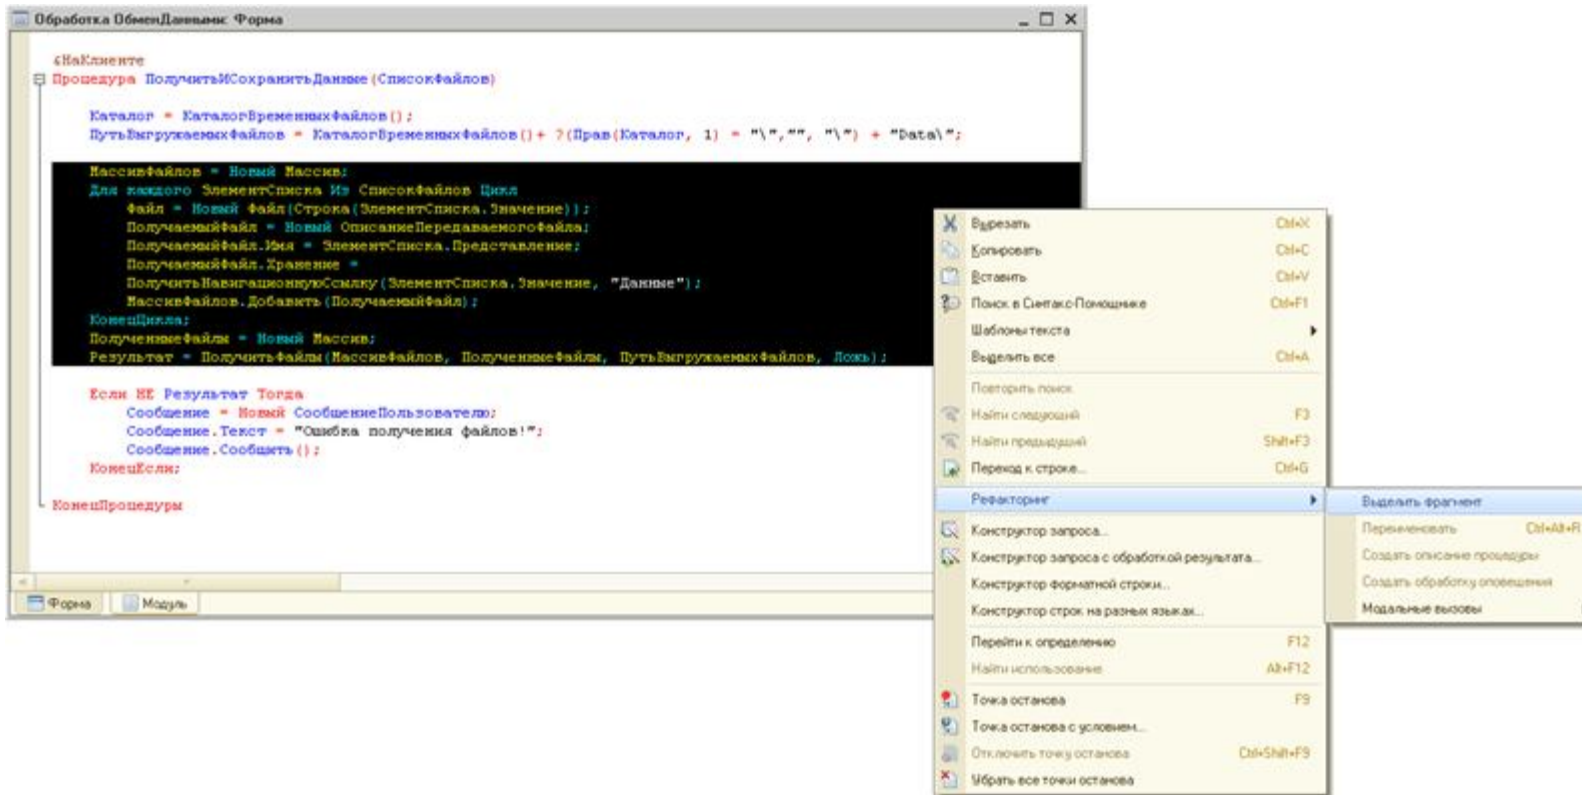 Обработка ОбменДанными: Форма
&НаКлиенте
Процедура ПолучитьИСохранитьДанные(СписокФайлов)
Каталог = КаталогВременныхФайлов();
ПутьВыгружаемыхФайлов = КаталогВременныхФайлов()+ ?(Прав(Каталог, 1) = "\","", "\") + "Data\";
МассивФайлов = Новый Массив;
Для каждого ЭлементСписка Из СписокФайлов Цикл
Файл = Новый Файл(Строка(ЭлементСписка.Значение));
ПолучаемыйФайл = Новый ОписаниеПередаваемогоФайла;
ПолучаемыйФайл.Имя = ЭлементСписка.Представление;
ПолучаемыйФайл.Хранение =
ПолучитьНавигационнуюСсылку(ЭлементСписка.Значение, "Данные");
МассивФайлов.Добавить(ПолучаемыйФайл);
КонецЦикла;
ПолученныеФайлы = Новый Массив;
Результат = ПолучитьФайлы(МассивФайлов, ПолученныеФайлы, ПутьВыгружаемыхФайлов, Ложь);
Если НЕ Результат Тогда
Сообщение = Новый СообщениеПользователю;
Сообщение.Текст = "Ошибка получения файлов!";
Сообщение.Сообщить();
КонецЕсли;
КонецПроцедуры
Форма Модуль
Вырезать Ctrl+X
Копировать Ctrl+C
Вставить Ctrl+V
Поиск в Синтакс-Помощнике Ctrl+F1
Шаблоны текста
Выделить все Ctrl+A
Повторить поиск
Найти следующий F3
Найти предыдущий Shift+F3
Переход к строке... Ctrl+G
Рефакторинг
Конструктор запроса...
Конструктор запроса с обработкой результата...
Конструктор форматной строки...
Конструктор строк на разных языках...
Перейти к определению F12
Найти использование Alt+F12
Точка останова F9
Точка останова с условием...
Отключить точку останова Ctrl+Shift+F9
Убрать все точки останова
Выделить фрагмент
Переименовать Ctrl+Alt+R
Создать описание процедуры
Создать обработку оповещения
Модальные вызовы